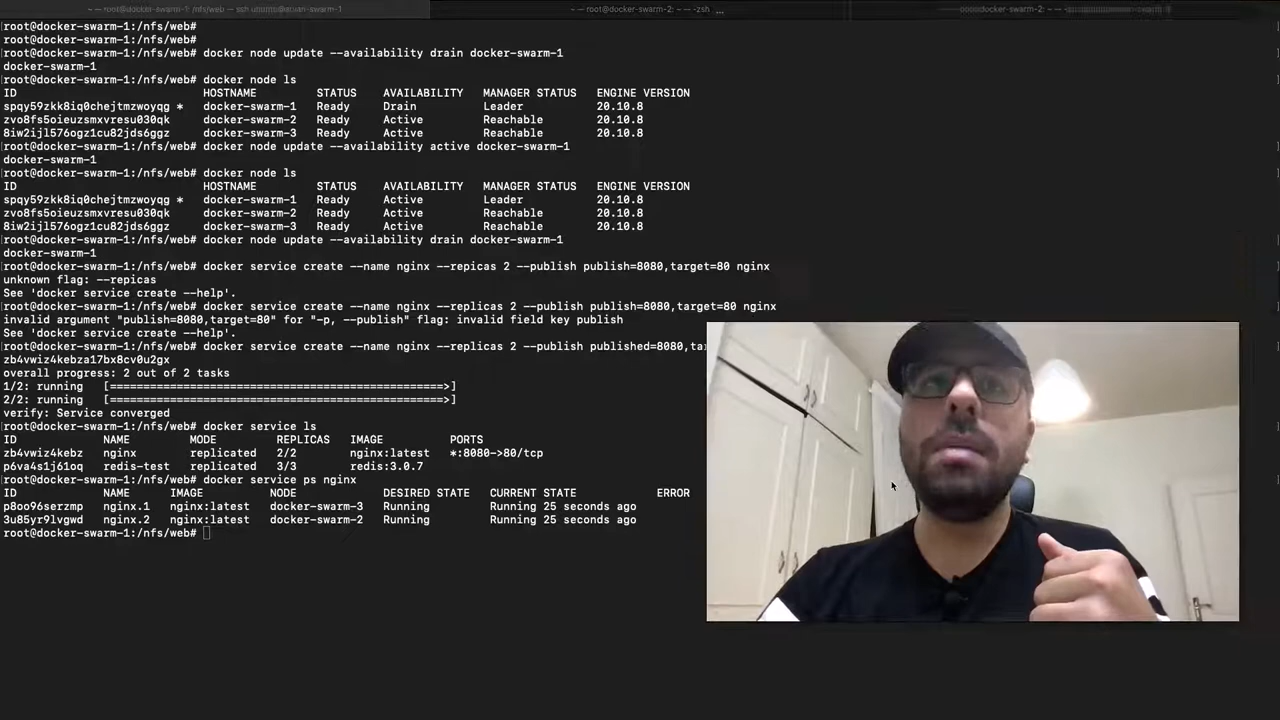 ~ — root@docker-swarm-1: /nfs/web — ssh
~ — root@docker-swarm-2: ~ — -zsh ...
root@docker-swarm-1:/nfs/web#
root@docker-swarm-1:/nfs/web#
root@docker-swarm-1:/nfs/web# docker node update --availability drain docker-swarm-1
docker-swarm-1
root@docker-swarm-1:/nfs/web# docker node ls
ID HOSTNAME STATUS AVAILABILITY MANAGER STATUS ENGINE VERSION
spqy59zkk8iq0chejtmzwoyqg * docker-swarm-1 Ready Drain Leader 20.10.8
zvo8fs5oieuzsmxvresu030qk docker-swarm-2 Ready Active Reachable 20.10.8
8iw2ijl576ogz1cu82jds6ggz docker-swarm-3 Ready Active Reachable 20.10.8
root@docker-swarm-1:/nfs/web# docker node update --availability active docker-swarm-1
docker-swarm-1
root@docker-swarm-1:/nfs/web# docker node ls
ID HOSTNAME STATUS AVAILABILITY MANAGER STATUS ENGINE VERSION
spqy59zkk8iq0chejtmzwoyqg * docker-swarm-1 Ready Active Leader 20.10.8
zvo8fs5oieuzsmxvresu030qk docker-swarm-2 Ready Active Reachable 20.10.8
8iw2ijl576ogz1cu82jds6ggz docker-swarm-3 Ready Active Reachable 20.10.8
root@docker-swarm-1:/nfs/web# docker node update --availability drain docker-swarm-1
docker-swarm-1
root@docker-swarm-1:/nfs/web# docker service create --name nginx --repicas 2 --publish publish=8080,target=80 nginx
unknown flag: --repicas
See 'docker service create --help'.
root@docker-swarm-1:/nfs/web# docker service create --name nginx --replicas 2 --publish publish=8080,target=80 nginx
invalid argument "publish=8080,target=80" for "-p, --publish" flag: invalid field key publish
See 'docker service create --help'.
root@docker-swarm-1:/nfs/web# docker service create --name nginx --replicas 2 --publish published=8080,ta
zb4vwiz4kebza17bx8cv0u2gx
overall progress: 2 out of 2 tasks
1/2: running [==================================================>]
2/2: running [==================================================>]
verify: Service converged
root@docker-swarm-1:/nfs/web# docker service ls
ID NAME MODE REPLICAS IMAGE PORTS
zb4vwiz4kebz nginx replicated 2/2 nginx:latest *:8080->80/tcp
p6va4s1j61oq redis-test replicated 3/3 redis:3.0.7
root@docker-swarm-1:/nfs/web# docker service ps nginx
ID NAME IMAGE NODE DESIRED STATE CURRENT STATE ERROR
p8oo96serzmp nginx.1 nginx:latest docker-swarm-3 Running Running 25 seconds ago
3u85yr9lvgwd nginx.2 nginx:latest docker-swarm-2 Running Running 25 seconds ago
root@docker-swarm-1:/nfs/web#